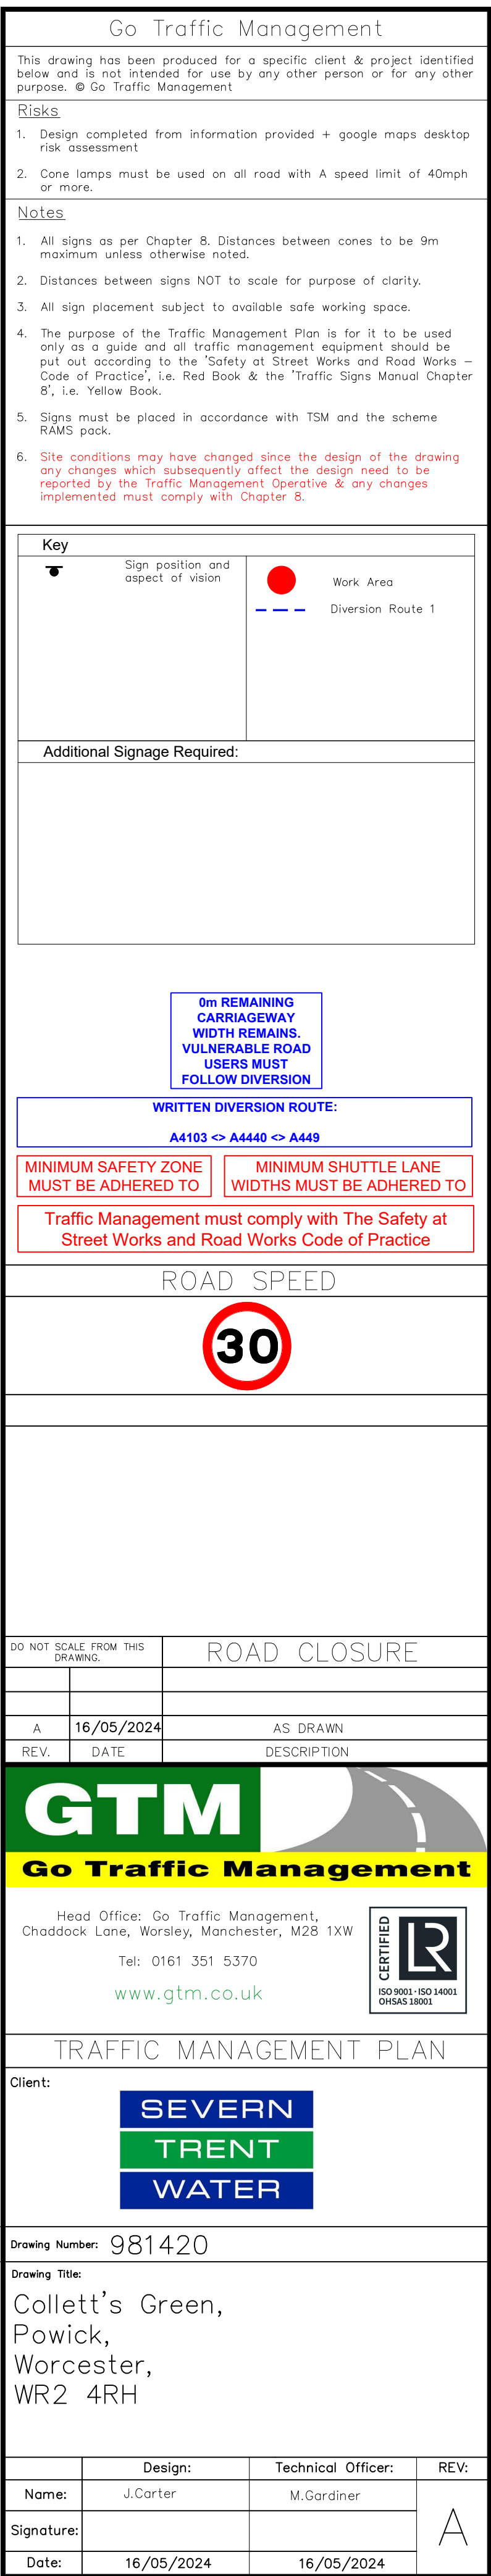 Go Traffic Management
This drawing has been produced for a specific client & project identified
below and is not intended for use by any other person or for any other
purpose. © Go Traffic Management
Risks
1. Design completed from information provided + google maps desktop
risk assessment
2. Cone lamps must be used on all road with A speed limit of 40mph
or more.
Notes
1. All signs as per Chapter 8. Distances between cones to be 9m
maximum unless otherwise noted.
2. Distances between signs NOT to scale for purpose of clarity.
3. All sign placement subject to available safe working space.
4. The purpose of the Traffic Management Plan is for it to be used
only as a guide and all traffic management equipment should be
put out according to the 'Safety at Street Works and Road Works –
Code of Practice', i.e. Red Book & the 'Traffic Signs Manual Chapter
8', i.e. Yellow Book.
5. Signs must be placed in accordance with TSM and the scheme
RAMS pack.
6. Site conditions may have changed since the design of the drawing
any changes which subsequently affect the design need to be
reported by the Traffic Management Operative & any changes
implemented must comply with Chapter 8.
Key
Sign position and
aspect of vision
Work Area
Diversion Route 1
Additional Signage Required:
0m REMAINING
CARRIAGEWAY
WIDTH REMAINS.
VULNERABLE ROAD
USERS MUST
FOLLOW DIVERSION
WRITTEN DIVERSION ROUTE:
A4103 <> A4440 <> A449
MINIMUM SAFETY ZONE
MUST BE ADHERED TO
MINIMUM SHUTTLE LANE
WIDTHS MUST BE ADHERED TO
Traffic Management must comply with The Safety at
Street Works and Road Works Code of Practice
ROAD SPEED
30
DO NOT SCALE FROM THIS
DRAWING.
ROAD CLOSURE
A 16/05/2024 AS DRAWN
REV. DATE DESCRIPTION
GTM
Go Traffic Management
Head Office: Go Traffic Management,
Chaddock Lane, Worsley, Manchester, M28 1XW
Tel: 0161 351 5370
www.gtm.co.uk
CERTIFIED
LR
ISO 9001 · ISO 14001
OHSAS 18001
TRAFFIC MANAGEMENT PLAN
Client:
SEVERN
TRENT
WATER
Drawing Number: 981420
Drawing Title:
Collett's Green,
Powick,
Worcester,
WR2 4RH
Design: Technical Officer: REV:
Name: J.Carter M.Gardiner
A
Signature:
Date: 16/05/2024 16/05/2024